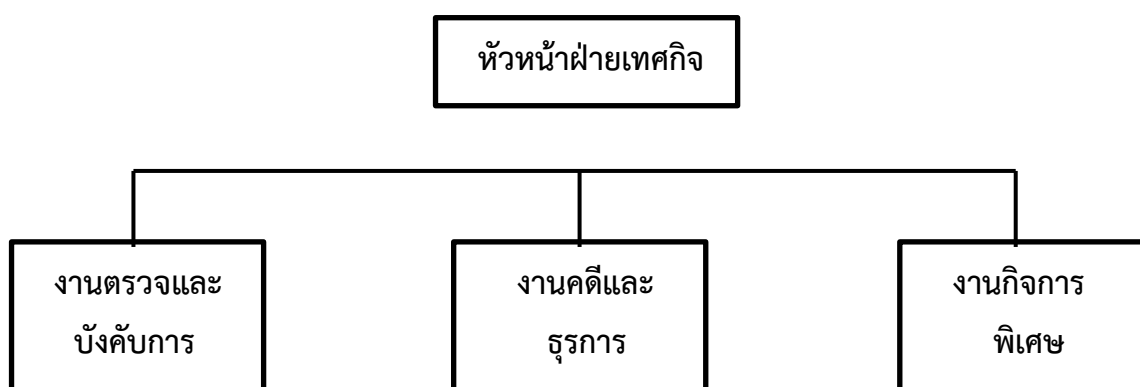 หัวหน้าฝ่ายเทศกิจ
งานตรวจและ
บังคับการ
งานคดีและ
ธุรการ
งานกิจการ
พิเศษ